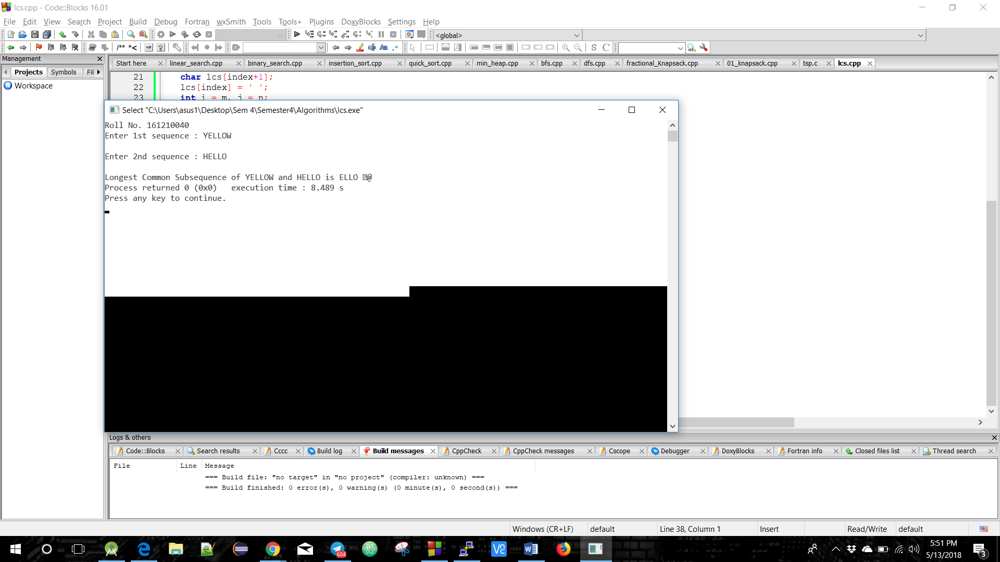 lcs.cpp - Code::Blocks 16.01
File Edit View Search Project Build Debug Fortran wxSmith Tools Tools+ Plugins DoxyBlocks Settings Help
<global>
/** *<
Aa .*
S C
Management
Start here linear_search.cpp binary_search.cpp insertion_sort.cpp quick_sort.cpp min_heap.cpp bfs.cpp dfs.cpp fractional_Knapsack.cpp 01_knapsack.cpp tsp.c lcs.cpp
Projects Symbols Fil
Workspace
21 char lcs[index+1];
22 lcs[index] = ' ';
23 int i = m, j = n;
Select "C:\Users\asus1\Desktop\Sem 4\Semester4\Algorithms\lcs.exe"
Roll No. 161210040
Enter 1st sequence : YELLOW
Enter 2nd sequence : HELLO
Longest Common Subsequence of YELLOW and HELLO is ELLO @
Process returned 0 (0x0) execution time : 8.489 s
Press any key to continue.
Logs & others
Code::Blocks Search results Cccc Build log Build messages CppCheck CppCheck messages Cscope Debugger DoxyBlocks Fortran info Closed files list Thread search
File Line Message
=== Build file: "no target" in "no project" (compiler: unknown) ===
=== Build finished: 0 error(s), 0 warning(s) (0 minute(s), 0 second(s)) ===
Windows (CR+LF) default Line 38, Column 1 Insert Read/Write default
604
5:51 PM
5/13/2018
3